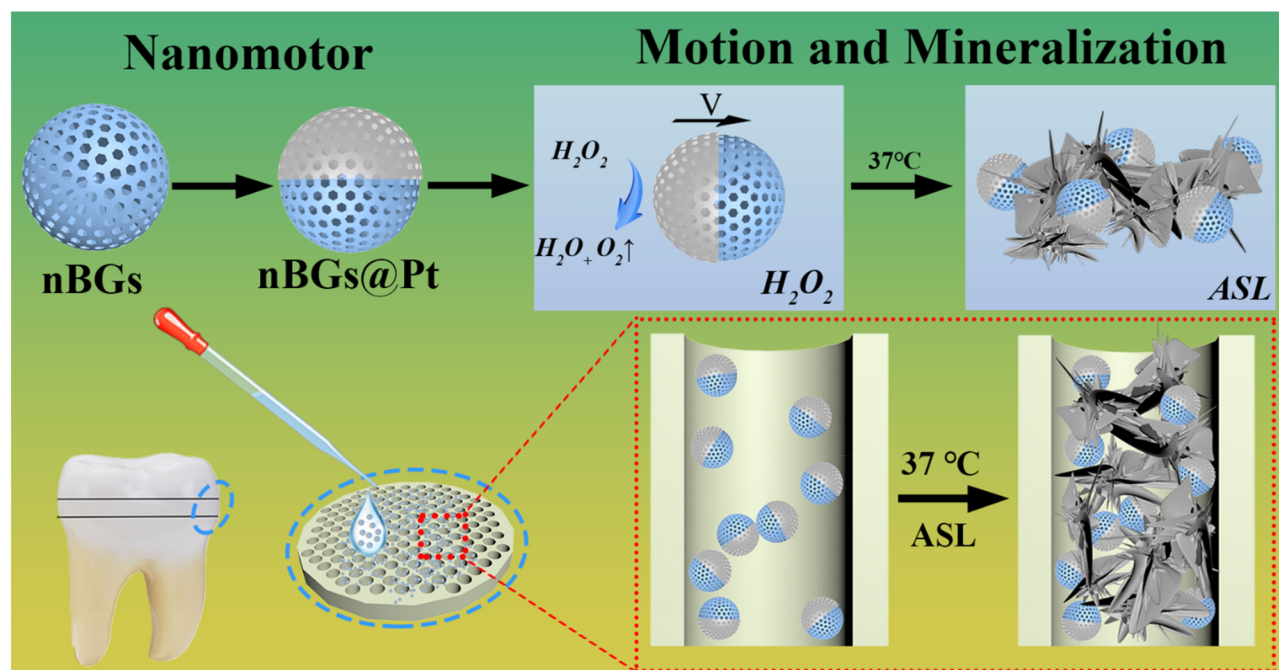 Nanomotor
Motion and Mineralization
nBGs
nBGs@Pt
V
H₂O₂
H₂O+O₂↑
H₂O₂
37℃
ASL
37 ℃
ASL